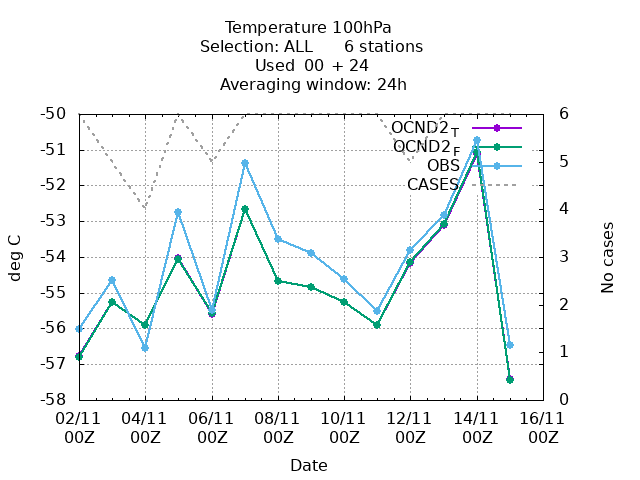 Temperature 100hPa
Selection: ALL 6 stations
Used 00 + 24
Averaging window: 24h
-50
-51
-52
-53
-54
-55
-56
-57
-58
deg C
6
5
4
3
2
1
0
No cases
OCND2T
OCND2F
OBS
CASES
02/11 04/11 06/11 08/11 10/11 12/11 14/11 16/11
00Z 00Z 00Z 00Z 00Z 00Z 00Z 00Z
Date